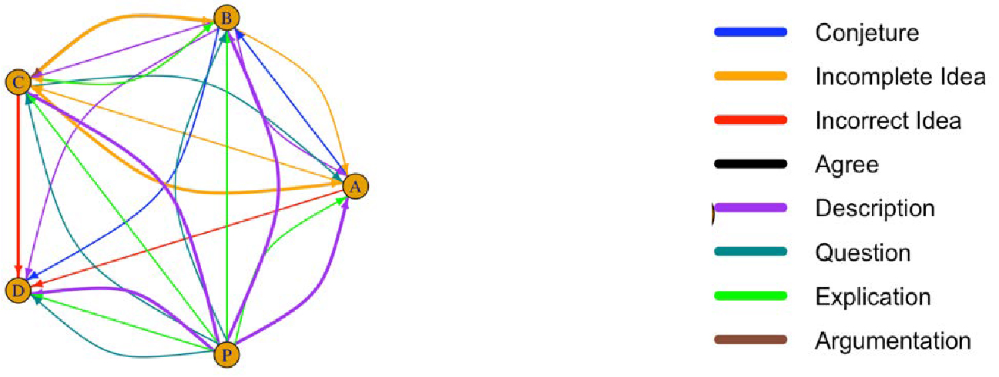 B
C
A
D
P
Conjeture
Incomplete Idea
Incorrect Idea
Agree
Description
Question
Explication
Argumentation